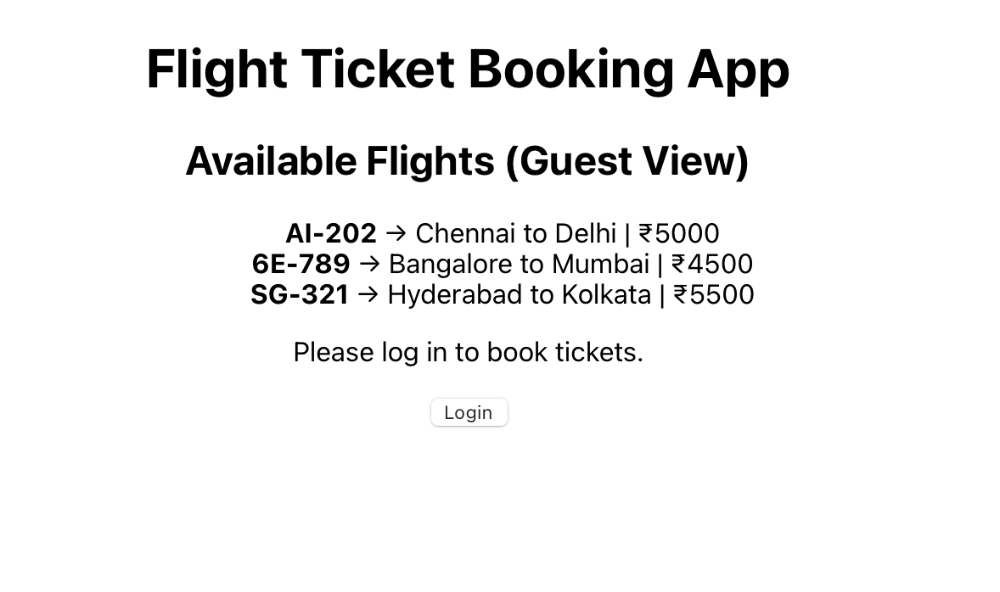 Flight Ticket Booking App
Available Flights (Guest View)
AI-202 → Chennai to Delhi | ₹5000
6E-789 → Bangalore to Mumbai | ₹4500
SG-321 → Hyderabad to Kolkata | ₹5500
Please log in to book tickets.
Login